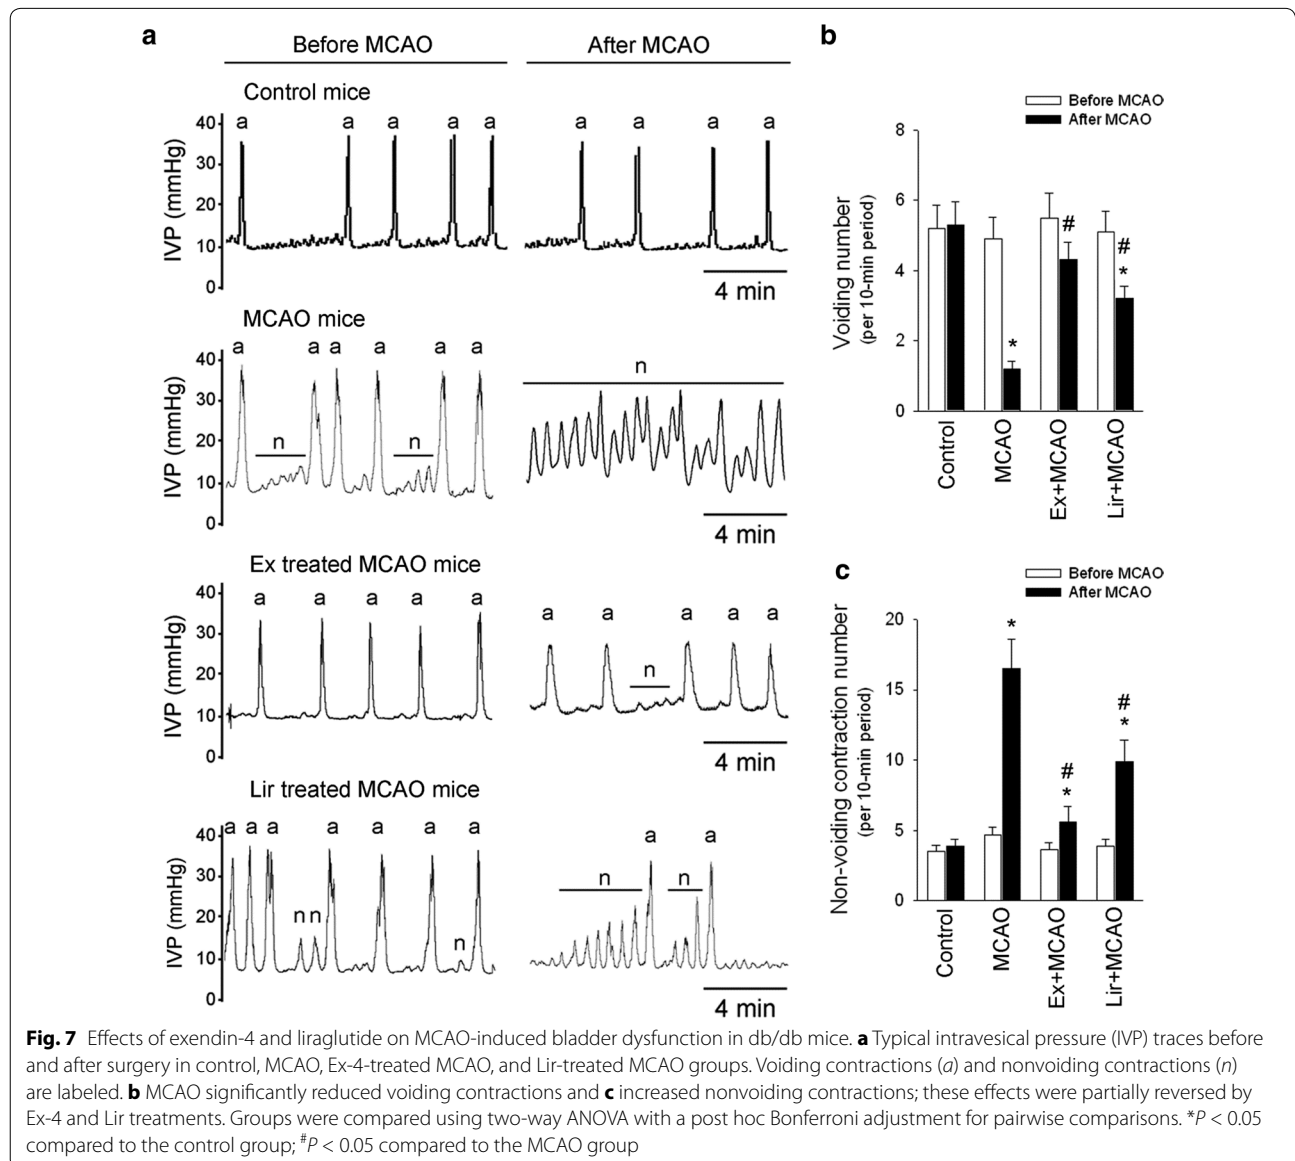 a
Before MCAO
After MCAO
Control mice
a a a a a
a a a a
40
30
20
10
0
IVP (mmHg)
4 min
MCAO mice
a a a a a a
n n
n
40
30
20
10
0
IVP (mmHg)
4 min
Ex treated MCAO mice
a a a a a
a a a a a
n
40
30
20
10
0
IVP (mmHg)
4 min
Lir treated MCAO mice
a a a a a a a
n n n
a a
n n
40
30
20
10
0
IVP (mmHg)
4 min
b
Before MCAO
After MCAO
8
6
4
2
0
Voiding number
(per 10-min period)
*
#
#
*
Control
MCAO
Ex+MCAO
Lir+MCAO
c
Before MCAO
After MCAO
20
15
10
5
0
Non-voiding contraction number
(per 10-min period)
*
#
*
#
*
Control
MCAO
Ex+MCAO
Lir+MCAO
Fig. 7 Effects of exendin-4 and liraglutide on MCAO-induced bladder dysfunction in db/db mice. a Typical intravesical pressure (IVP) traces before
and after surgery in control, MCAO, Ex-4-treated MCAO, and Lir-treated MCAO groups. Voiding contractions (a) and nonvoiding contractions (n)
are labeled. b MCAO significantly reduced voiding contractions and c increased nonvoiding contractions; these effects were partially reversed by
Ex-4 and Lir treatments. Groups were compared using two-way ANOVA with a post hoc Bonferroni adjustment for pairwise comparisons. *P < 0.05
compared to the control group; #P < 0.05 compared to the MCAO group